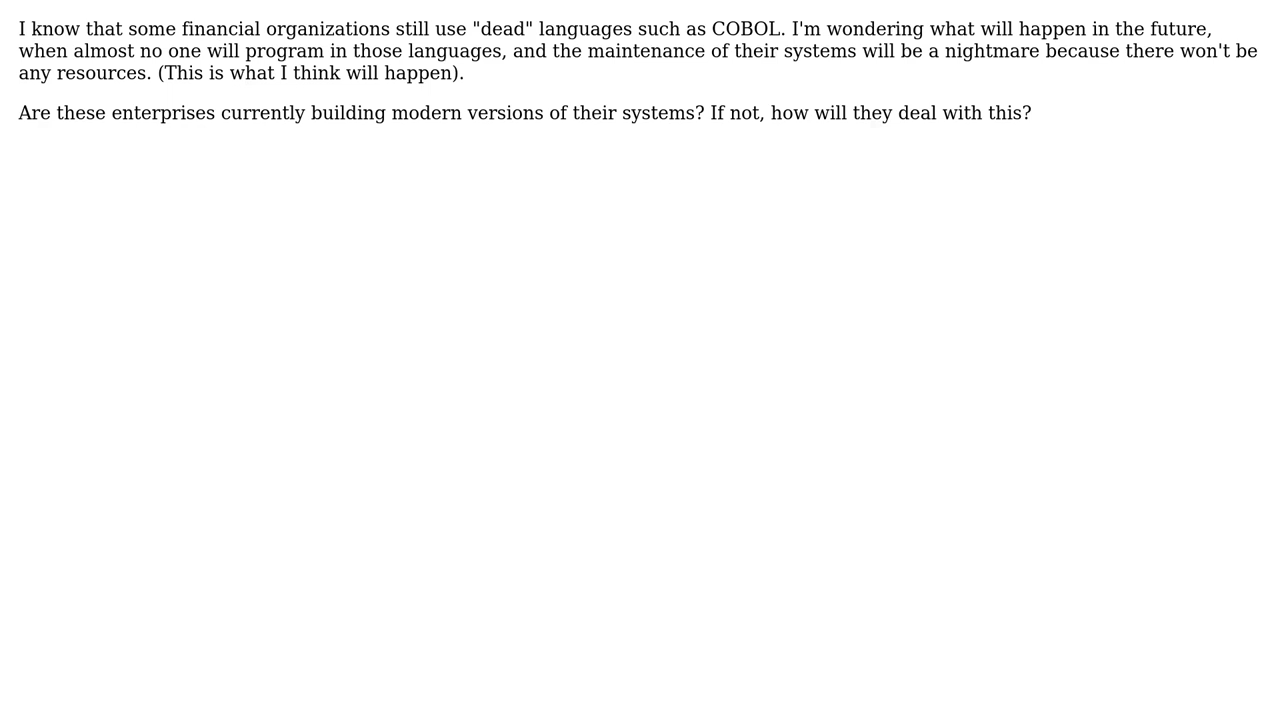 I know that some financial organizations still use "dead" languages such as COBOL. I'm wondering what will happen in the future,
when almost no one will program in those languages, and the maintenance of their systems will be a nightmare because there won't be
any resources. (This is what I think will happen).
Are these enterprises currently building modern versions of their systems? If not, how will they deal with this?